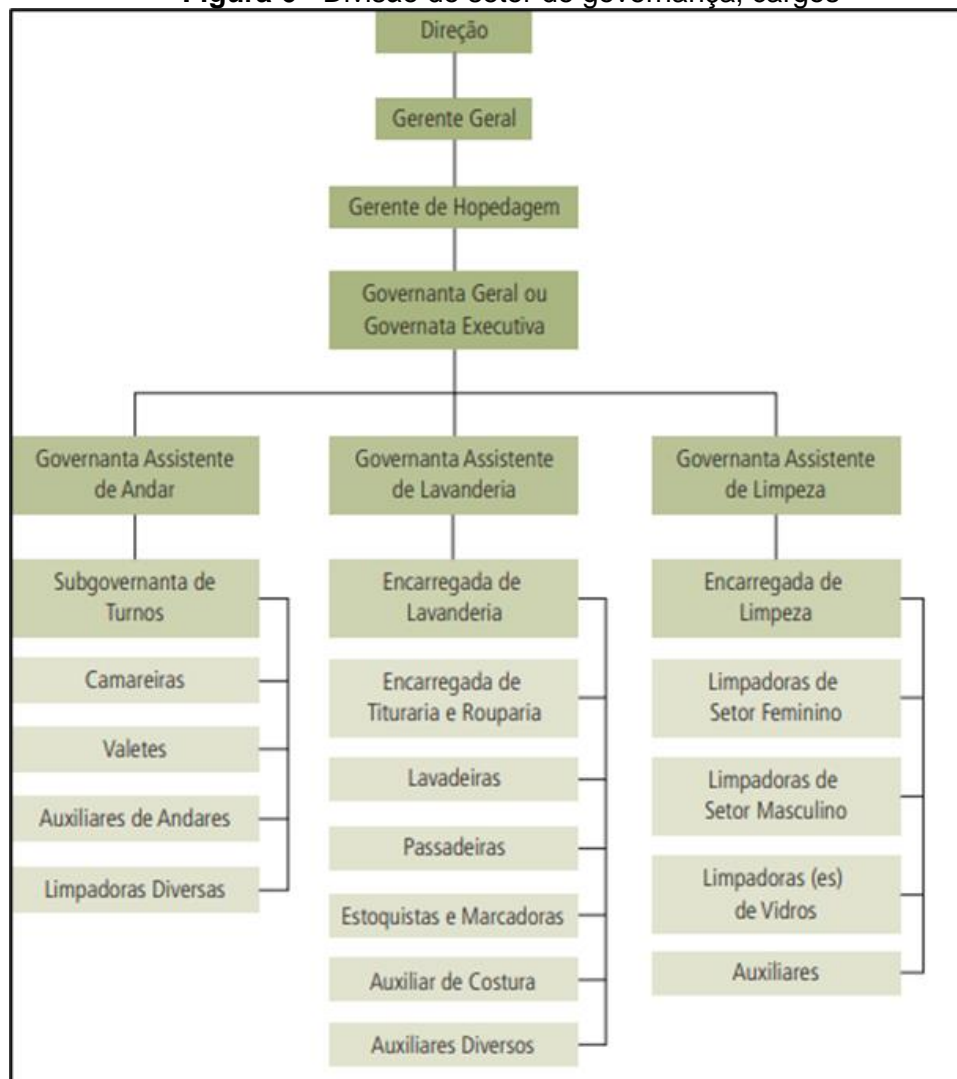 Divisão do setor de governança, cargos
Direção
Gerente Geral
Gerente de Hopedagem
Governanta Geral ou
Governata Executiva
Governanta Assistente
de Andar
Governanta Assistente
de Lavanderia
Governanta Assistente
de Limpeza
Subgovernanta de
Turnos
Camareiras
Valetes
Auxiliares de Andares
Limpadoras Diversas
Encarregada de
Lavanderia
Encarregada de
Tituraria e Rouparia
Lavadeiras
Passadeiras
Estoquistas e Marcadoras
Auxiliar de Costura
Auxiliares Diversos
Encarregada de
Limpeza
Limpadoras de
Setor Feminino
Limpadoras de
Setor Masculino
Limpadoras (es)
de Vidros
Auxiliares